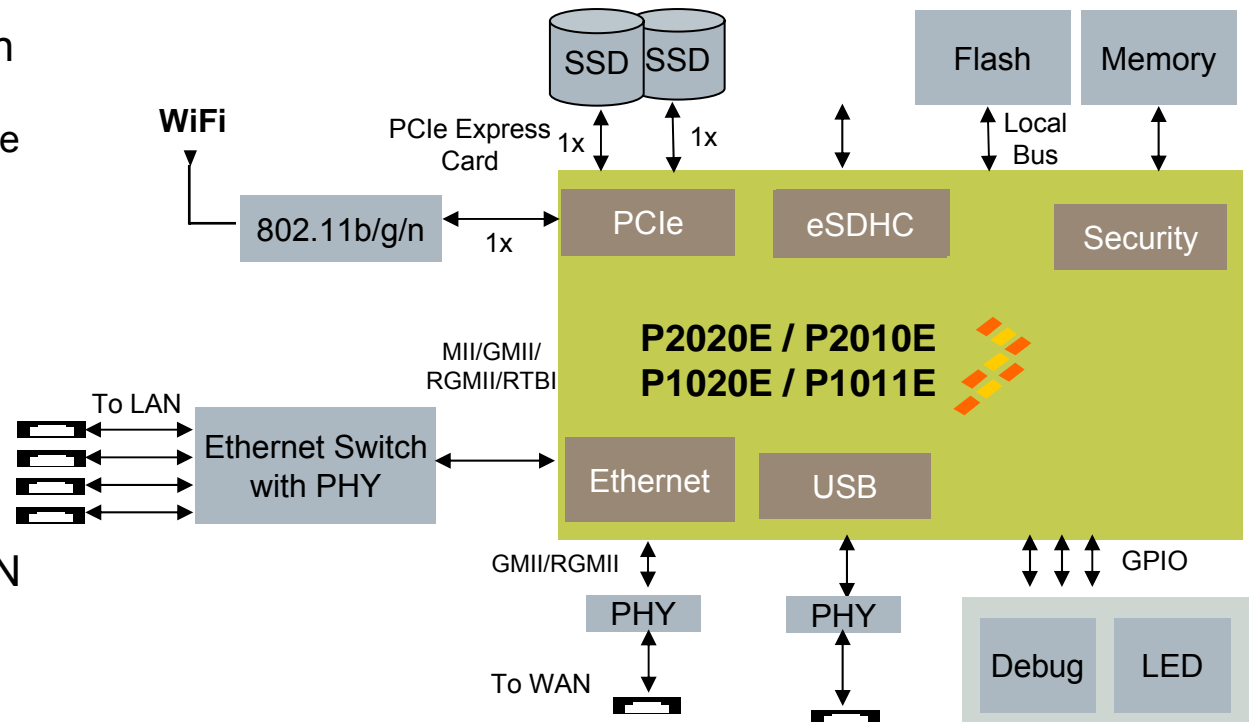 n
e
N
SSD
SSD
Flash
Memory
WiFi
PCIe Express
Card
1x
1x
Local
Bus
802.11b/g/n
1x
PCIe
eSDHC
Security
P2020E / P2010E
P1020E / P1011E
MII/GMII/
RGMII/RTBI
To LAN
Ethernet Switch
with PHY
Ethernet
USB
GMII/RGMII
GPIO
PHY
PHY
To WAN
Debug
LED